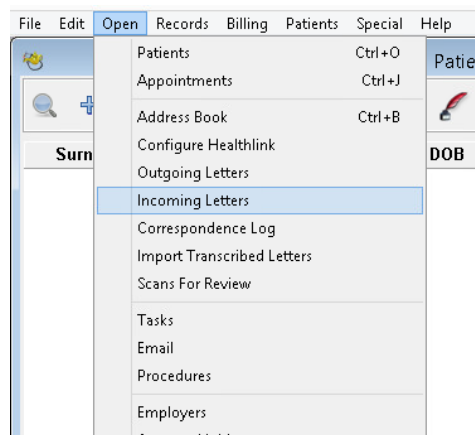 File Edit Open Records Billing Patients Special Help
Patients Ctrl+O
Patie
Appointments Ctrl+J
Address Book Ctrl+B
Configure Healthlink
Surn
DOB
Outgoing Letters
Incoming Letters
Correspondence Log
Import Transcribed Letters
Scans For Review
Tasks
Email
Procedures
Employers